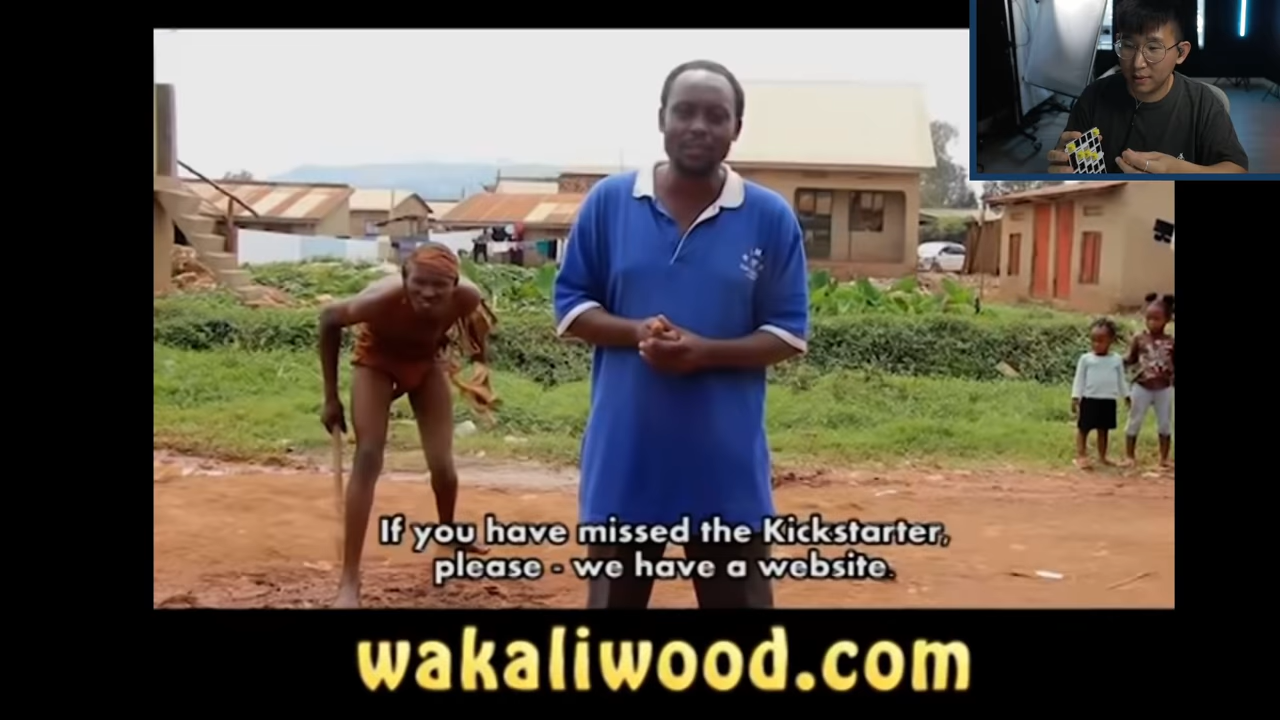 If you have missed the Kickstarter,
please - we have a website.
wakaliwood.com